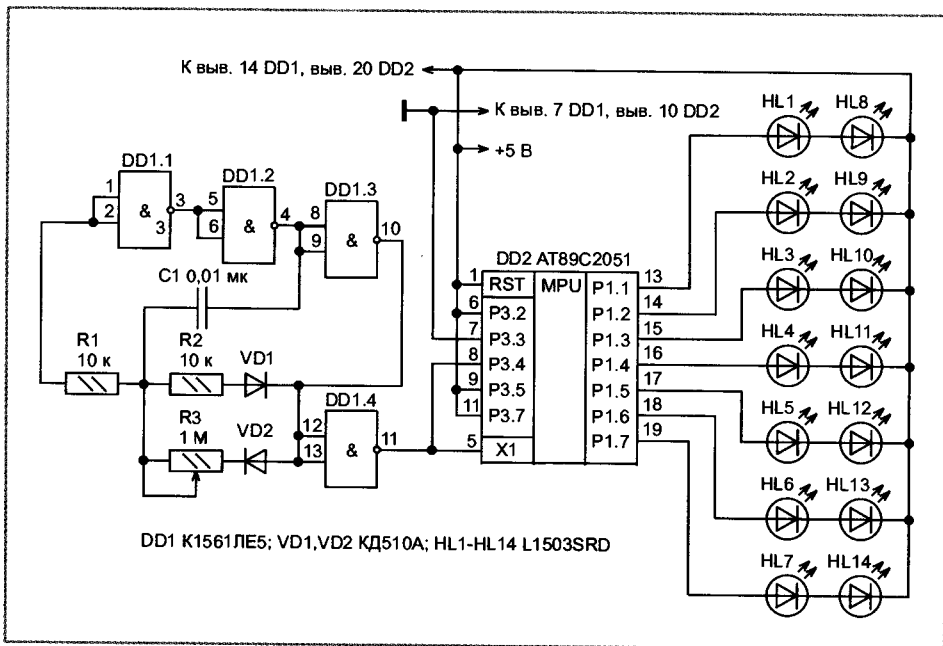 К выв. 14 DD1, выв. 20 DD2
К выв. 7 DD1, выв. 10 DD2
+5 В
DD1.1
1
2
&
3
3
DD1.2
5
6
&
4
DD1.3
8
9
&
10
C1 0,01 мк
R1
10 к
R2
10 к
VD1
R3
1 М
VD2
DD1.4
12
13
&
11
DD2 AT89C2051
1
RST
MPU
6
P3.2
7
P3.3
8
P3.4
9
P3.5
11
P3.7
5
X1
P1.1
13
P1.2
14
P1.3
15
P1.4
16
P1.5
17
P1.6
18
P1.7
19
HL1
HL8
HL2
HL9
HL3
HL10
HL4
HL11
HL5
HL12
HL6
HL13
HL7
HL14
DD1 К1561ЛЕ5; VD1,VD2 КД510А; HL1-HL14 L1503SRD